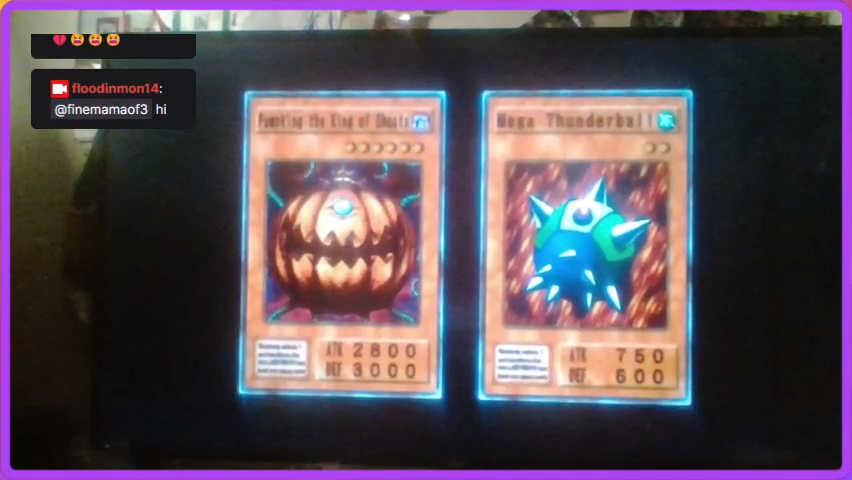 floodinmon14:
@finemamaof3 hi
Pumpking the King of Ghosts
Mega Thunderball
ATK 2800
DEF 3000
ATK 750
DEF 600